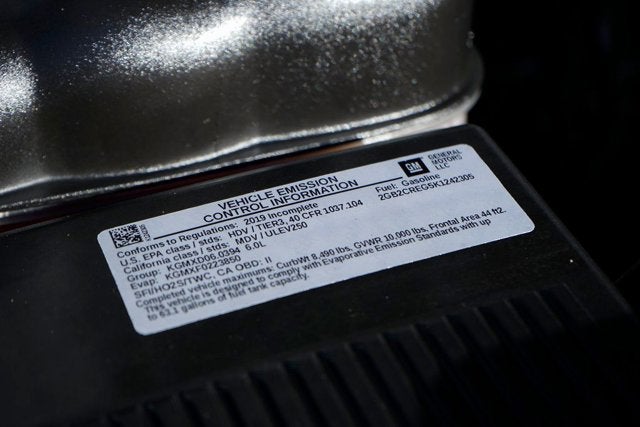 VEHICLE EMISSION
CONTROL INFORMATION
GM
GENERAL
MOTORS
LLC
Conforms to Regulations: 2019 Incomplete
Fuel: Gasoline
U.S. EPA class / stds: HDV / TIER3, 40 CFR 1037.104
2GB2CREG5K1242305
California class / stds: MDV / ULEV250
Group: KGMXD06.0584 6.0L
Evap: KGMXF0223850
SFI/HO2S/TWC, CA OBD: II
Completed vehicle maximums: CurbWt 8,490 lbs. GVWR 10,000 lbs. Frontal Area 44 ft2.
This vehicle is designed to comply with Evaporative Emission Standards with up
to 63.1 gallons of fuel tank capacity.